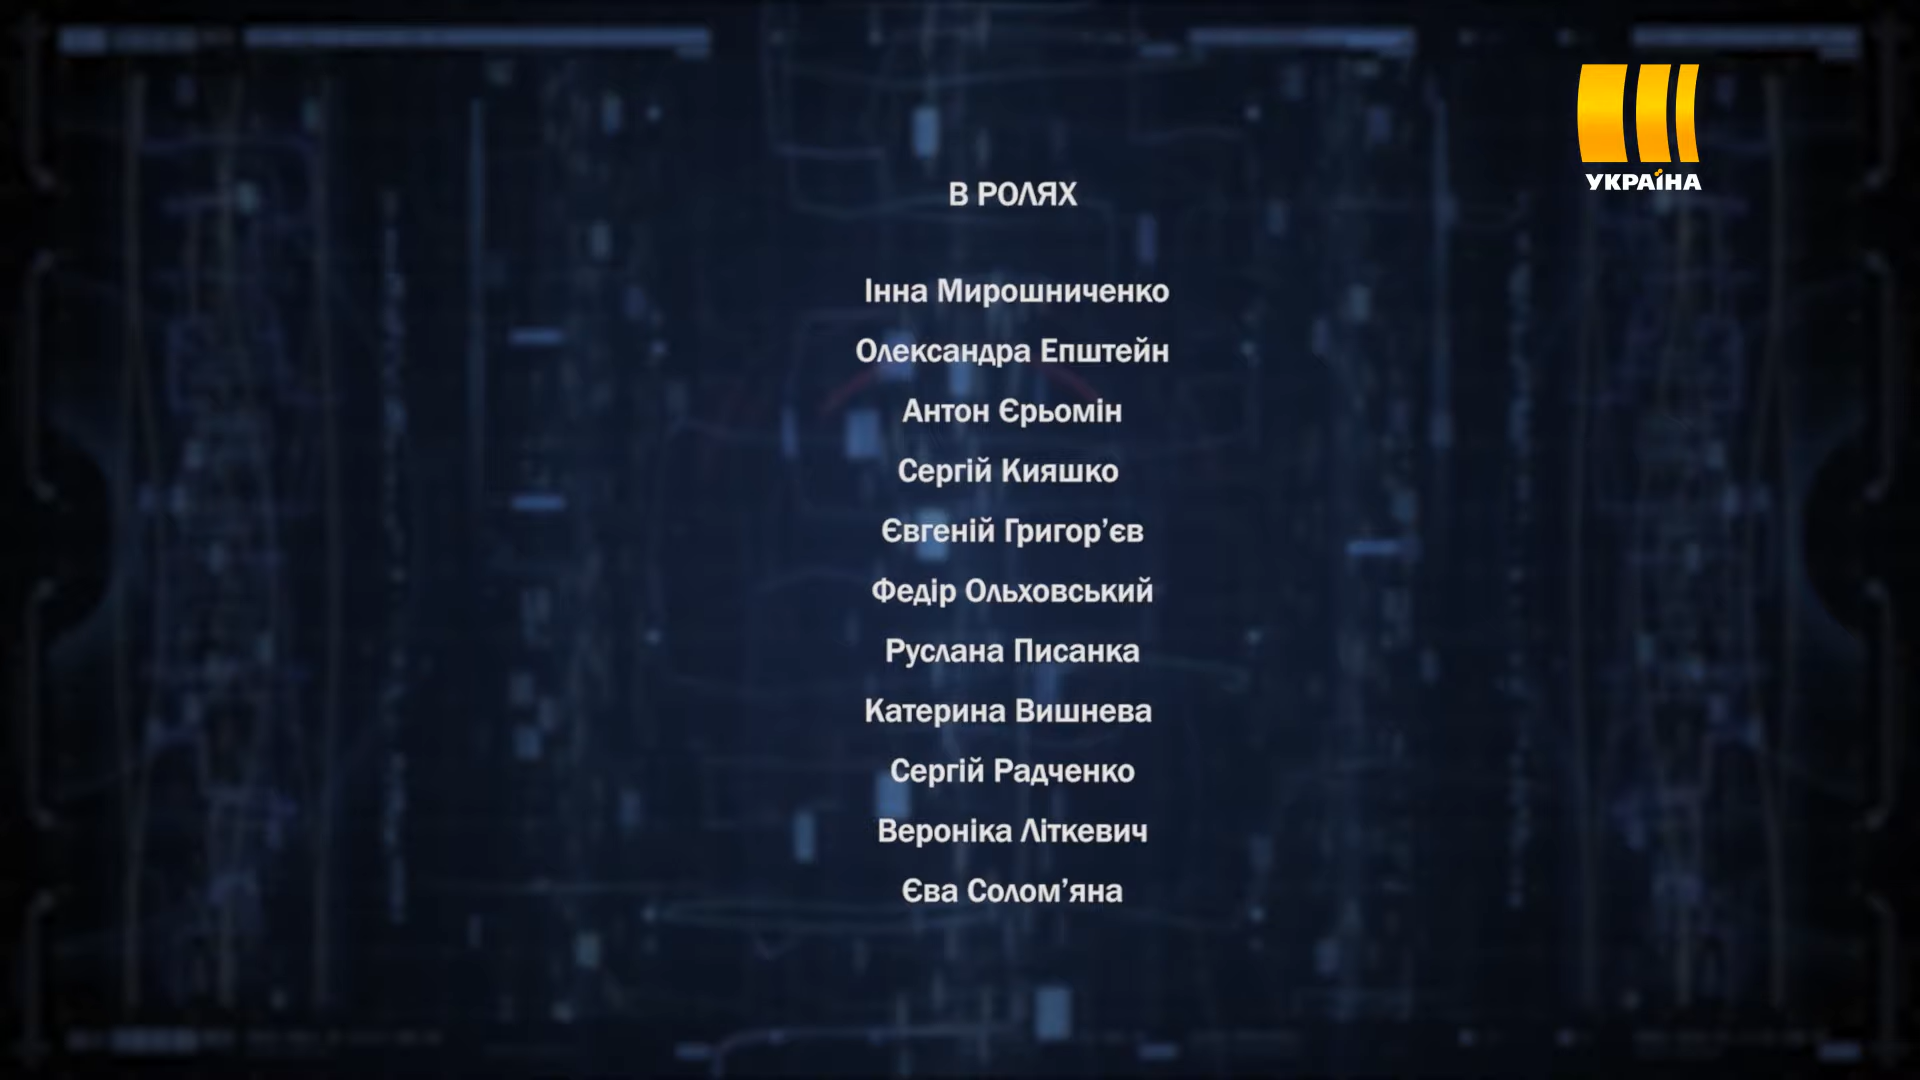 УКРАЇНА
В РОЛЯХ
Інна Мирошниченко
Олександра Епштейн
Антон Єрьомін
Сергій Кияшко
Євгеній Григор’єв
Федір Ольховський
Руслана Писанка
Катерина Вишнева
Сергій Радченко
Вероніка Літкевич
Єва Солом’яна